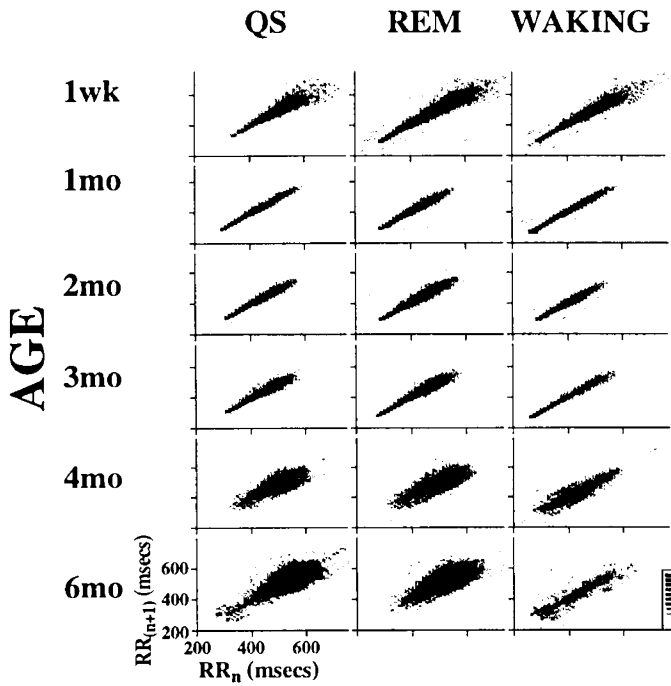 QS REM WAKING
AGE
1wk
1mo
2mo
3mo
4mo
6mo
RR(n+1) (msecs)
600
400
200
200 400 600
RRn (msecs)